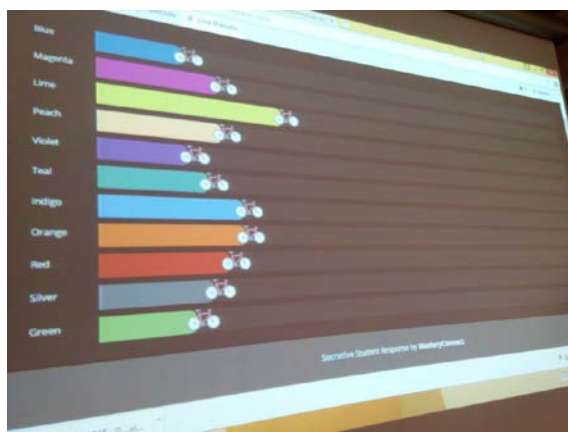 Blue
Magenta
Lime
Peach
Violet
Teal
Indigo
Orange
Red
Silver
Green
Socrative Student Response by MasteryConnect